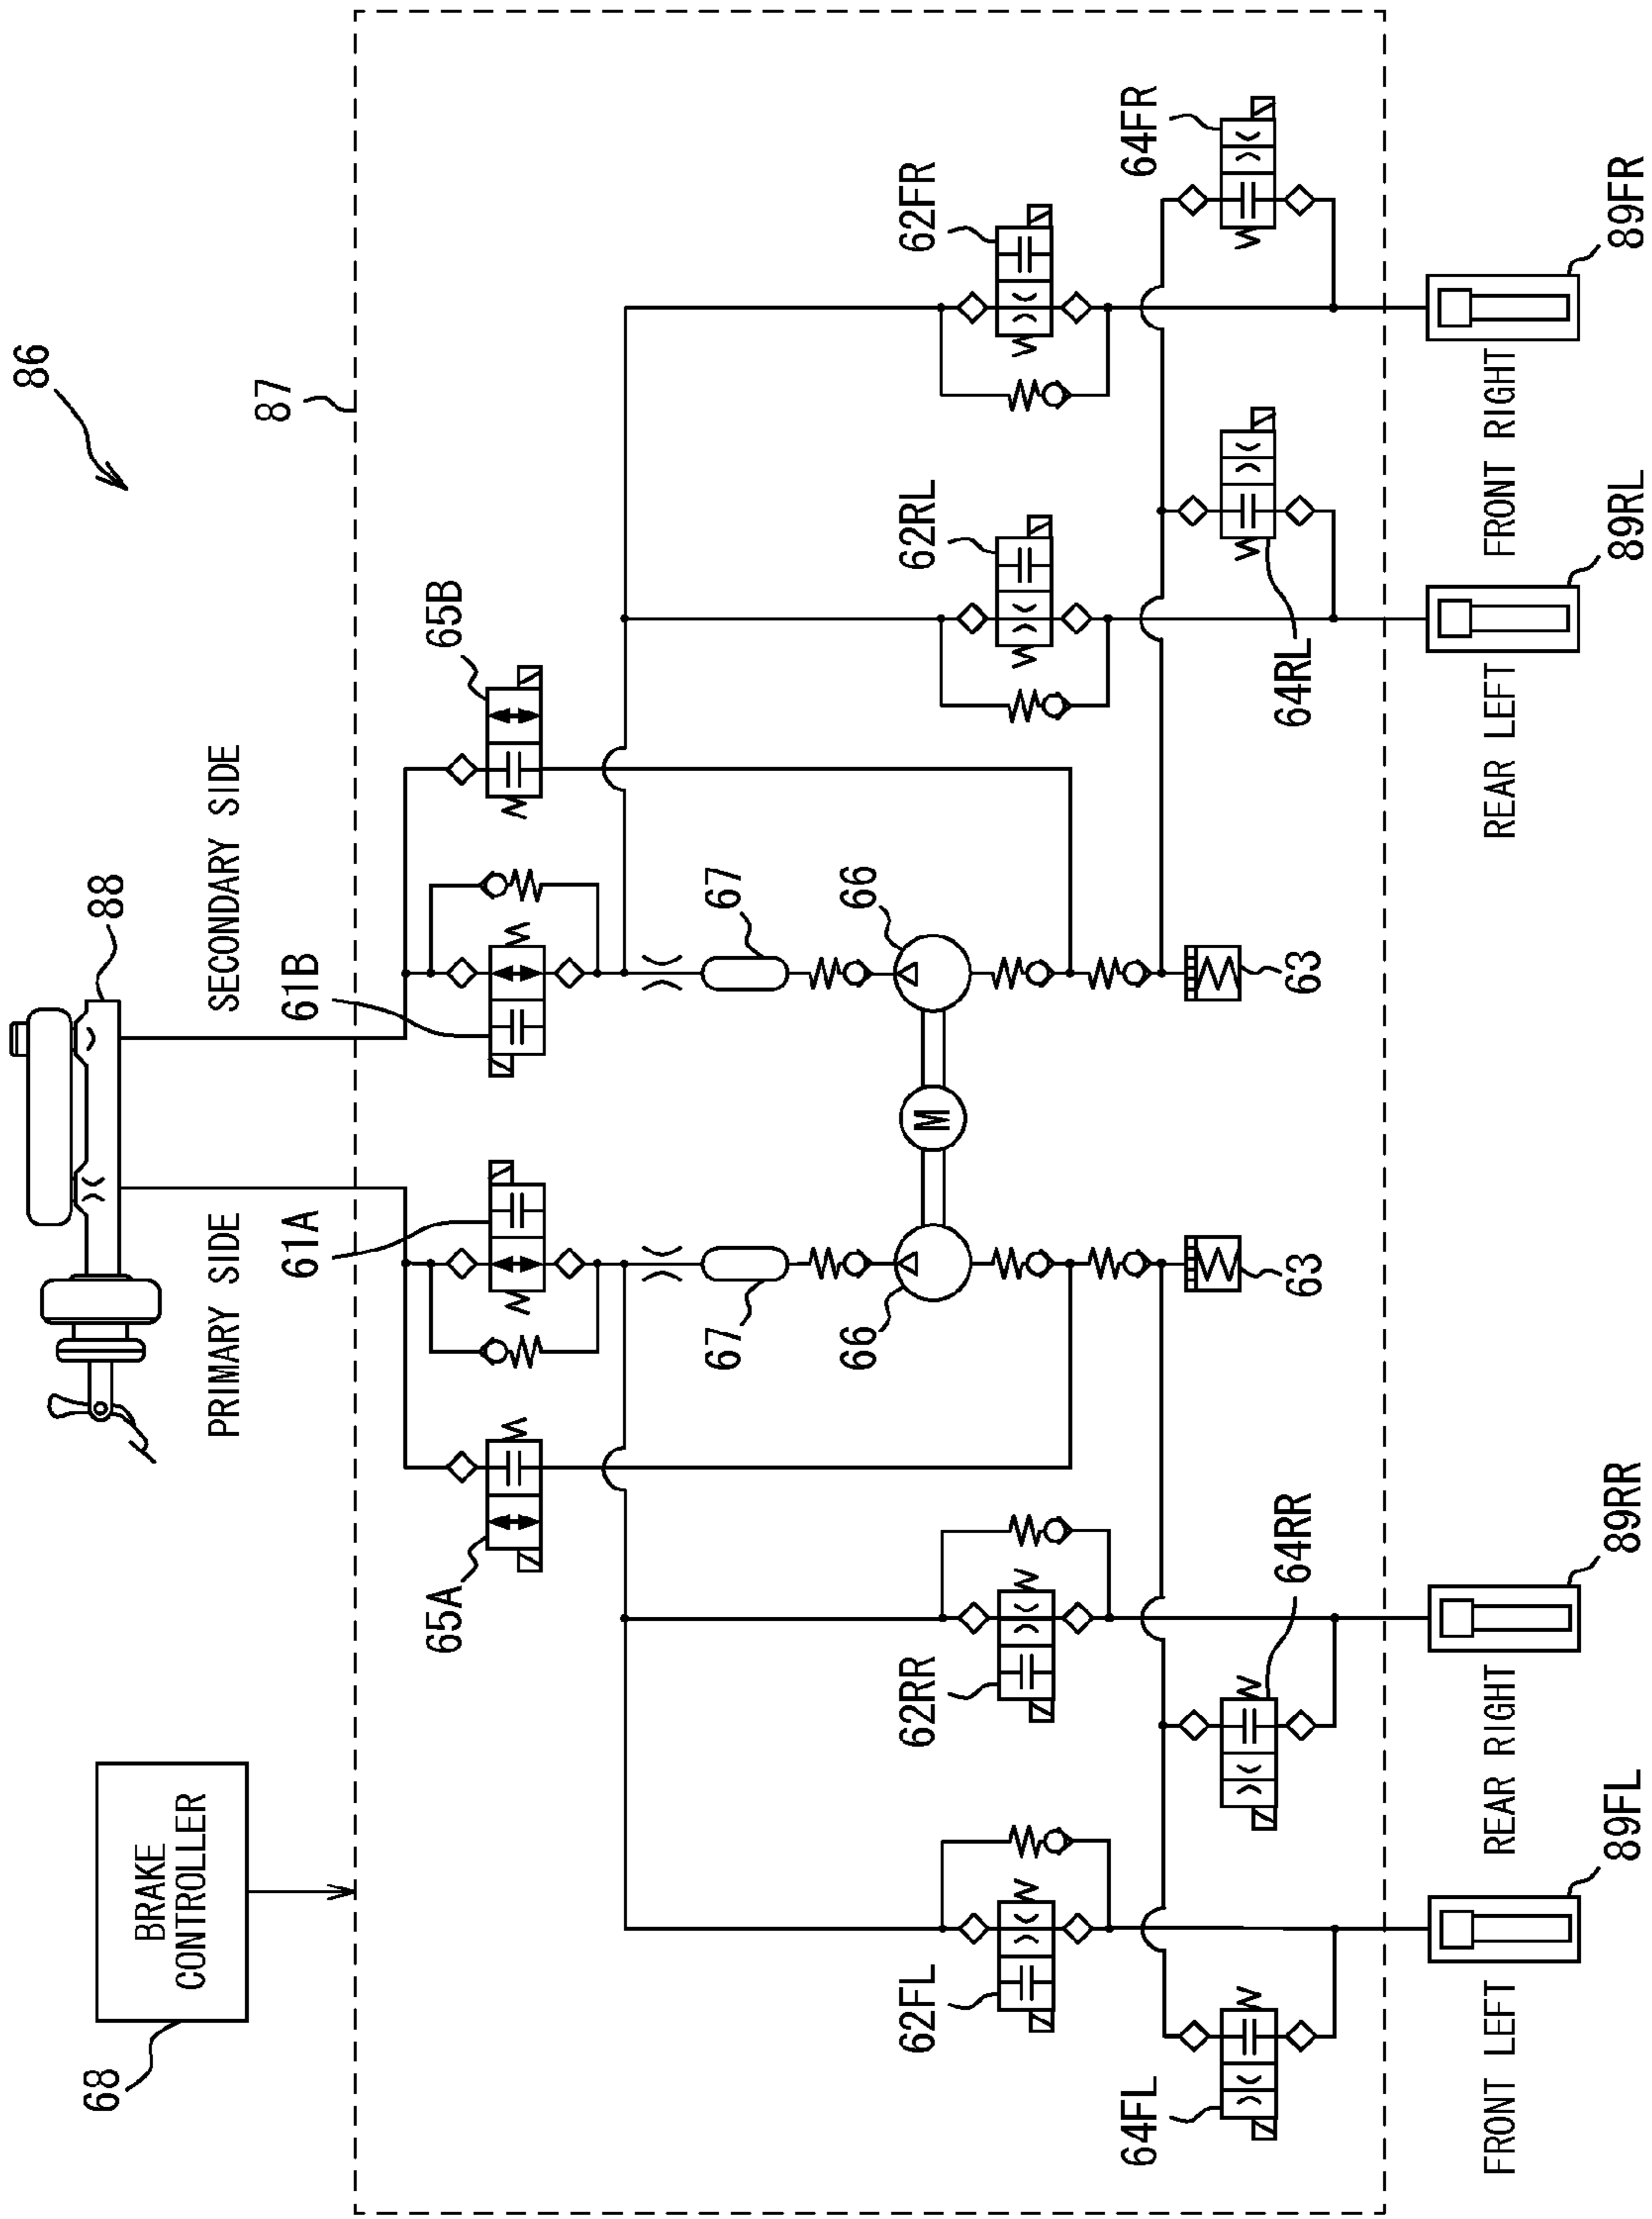 86
68
BRAKE
CONTROLLER
88
87
PRIMARY SIDE
SECONDARY SIDE
65A
61A
61B
65B
67
67
62FL
62RR
66
66
62RL
62FR
M
64FL
64RR
63
63
64RL
64FR
FRONT LEFT
REAR RIGHT
REAR LEFT
FRONT RIGHT
89FL
89RR
89RL
89FR